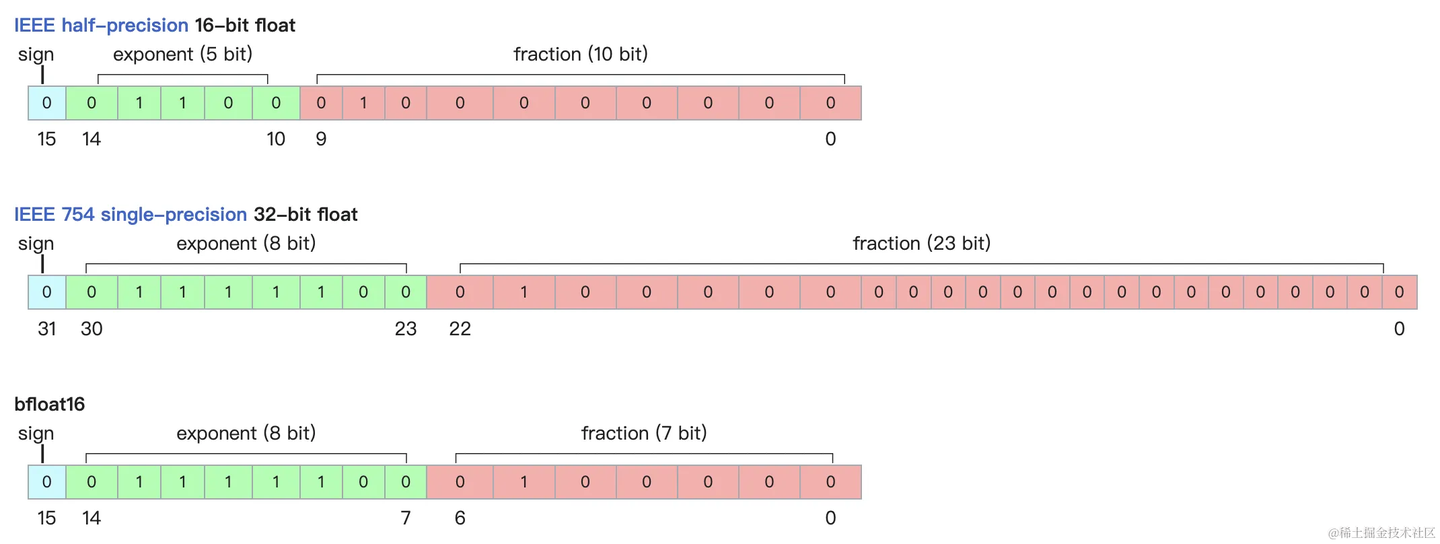 IEEE half-precision 16-bit float
sign exponent (5 bit) fraction (10 bit)
0 0 1 1 0 0 0 1 0 0 0 0 0 0 0 0
15 14 10 9 0
IEEE 754 single-precision 32-bit float
sign exponent (8 bit) fraction (23 bit)
0 0 1 1 1 1 1 0 0 0 1 0 0 0 0 0 0 0 0 0 0 0 0 0 0 0 0 0 0 0 0 0
31 30 23 22 0
bfloat16
sign exponent (8 bit) fraction (7 bit)
0 0 1 1 1 1 1 0 0 0 1 0 0 0 0 0
15 14 7 6 0
@稀土掘金技术社区